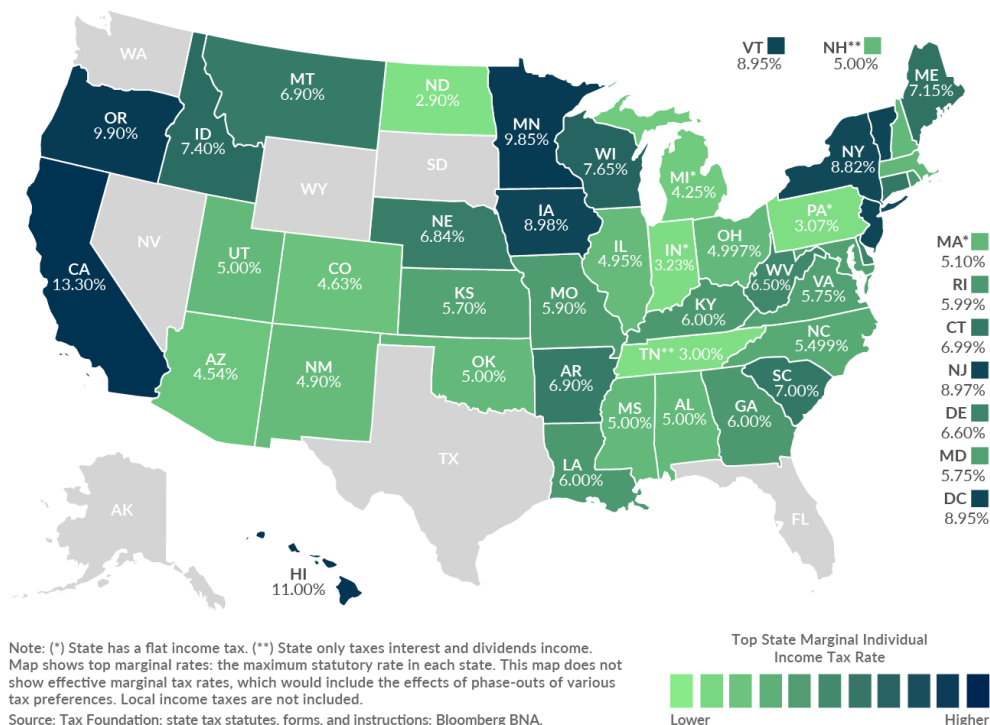 WA
MT
6.90%
ND
2.90%
OR
9.90%
ID
7.40%
MN
9.85%
SD
WY
WI
7.65%
MI*
4.25%
VT
8.95%
NH**
5.00%
ME
7.15%
NY
8.82%
CA
13.30%
NV
UT
5.00%
CO
4.63%
NE
6.84%
IA
8.98%
IL
4.95%
IN*
3.23%
OH
4.997%
PA*
3.07%
WV
6.50%
VA
5.75%
KS
5.70%
MO
5.90%
KY
6.00%
NC
5.499%
TN** 3.00%
AZ
4.54%
NM
4.90%
OK
5.00%
AR
6.90%
SC
7.00%
MS
5.00%
AL
5.00%
GA
6.00%
TX
LA
6.00%
FL
AK
HI
11.00%
MA*
5.10%
RI
5.99%
CT
6.99%
NJ
8.97%
DE
6.60%
MD
5.75%
DC
8.95%
Note: (*) State has a flat income tax. (**) State only taxes interest and dividends income.
Map shows top marginal rates: the maximum statutory rate in each state. This map does not
show effective marginal tax rates, which would include the effects of phase-outs of various
tax preferences. Local income taxes are not included.
Source: Tax Foundation; state tax statutes, forms, and instructions; Bloomberg BNA.
Top State Marginal Individual
Income Tax Rate
Lower
Higher